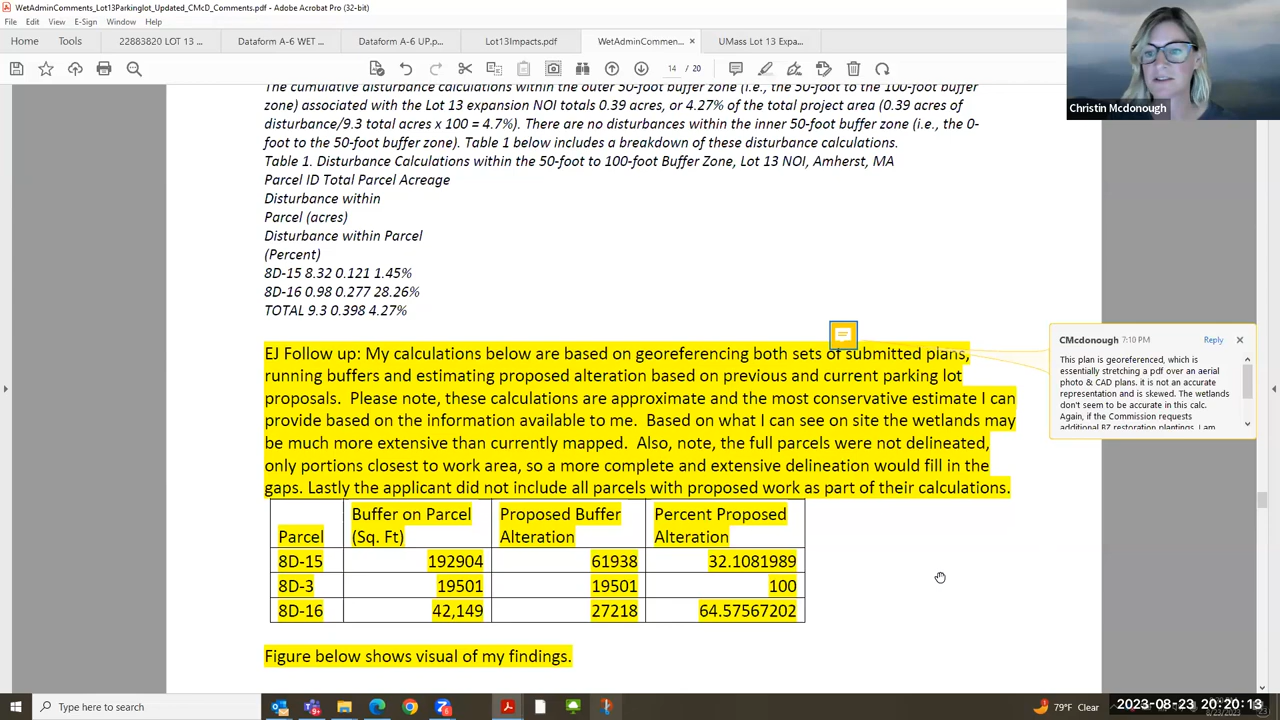 WetAdminComments_Lot13Parkinglot_Updated_CMcD_Comments.pdf - Adobe Acrobat Pro (32-bit)
File Edit View E-Sign Window Help
Home Tools 22883820 LOT 13 ... Dataform A-6 WET ... Dataform A-6 UP.p... Lot13Impacts.pdf WetAdminCommen... × UMass Lot 13 Expa...
14 / 20
Christin Mcdonough
The cumulative disturbance calculations within the outer 50-foot buffer zone (i.e., the 50-foot to the 100-foot buffer
zone) associated with the Lot 13 expansion NOI totals 0.39 acres, or 4.27% of the total project area (0.39 acres of
disturbance/9.3 total acres x 100 = 4.7%). There are no disturbances within the inner 50-foot buffer zone (i.e., the 0-
foot to the 50-foot buffer zone). Table 1 below includes a breakdown of these disturbance calculations.
Table 1. Disturbance Calculations within the 50-foot to 100-foot Buffer Zone, Lot 13 NOI, Amherst, MA
Parcel ID Total Parcel Acreage
Disturbance within
Parcel (acres)
Disturbance within Parcel
(Percent)
8D-15 8.32 0.121 1.45%
8D-16 0.98 0.277 28.26%
TOTAL 9.3 0.398 4.27%
EJ Follow up: My calculations below are based on georeferencing both sets of submitted plans,
running buffers and estimating proposed alteration based on previous and current parking lot
proposals. Please note, these calculations are approximate and the most conservative estimate I can
provide based on the information available to me. Based on what I can see on site the wetlands may
be much more extensive than currently mapped. Also, note, the full parcels were not delineated,
only portions closest to work area, so a more complete and extensive delineation would fill in the
gaps. Lastly the applicant did not include all parcels with proposed work as part of their calculations.
CMcdonough 7:10 PM Reply ×
This plan is georeferenced, which is
essentially stretching a pdf over an aerial
photo & CAD plans. it is not an accurate
representation and is skewed. The wetlands
don't seem to be accurate in this calc.
Again, if the Commission requests
additional BZ restoration plantings, I am
Parcel Buffer on Parcel (Sq. Ft) Proposed Buffer Alteration Percent Proposed Alteration
8D-15 192904 61938 32.1081989
8D-3 19501 19501 100
8D-16 42,149 27218 64.57567202
Figure below shows visual of my findings.
Type here to search
79°F Clear
2023-08-23 20:20:13